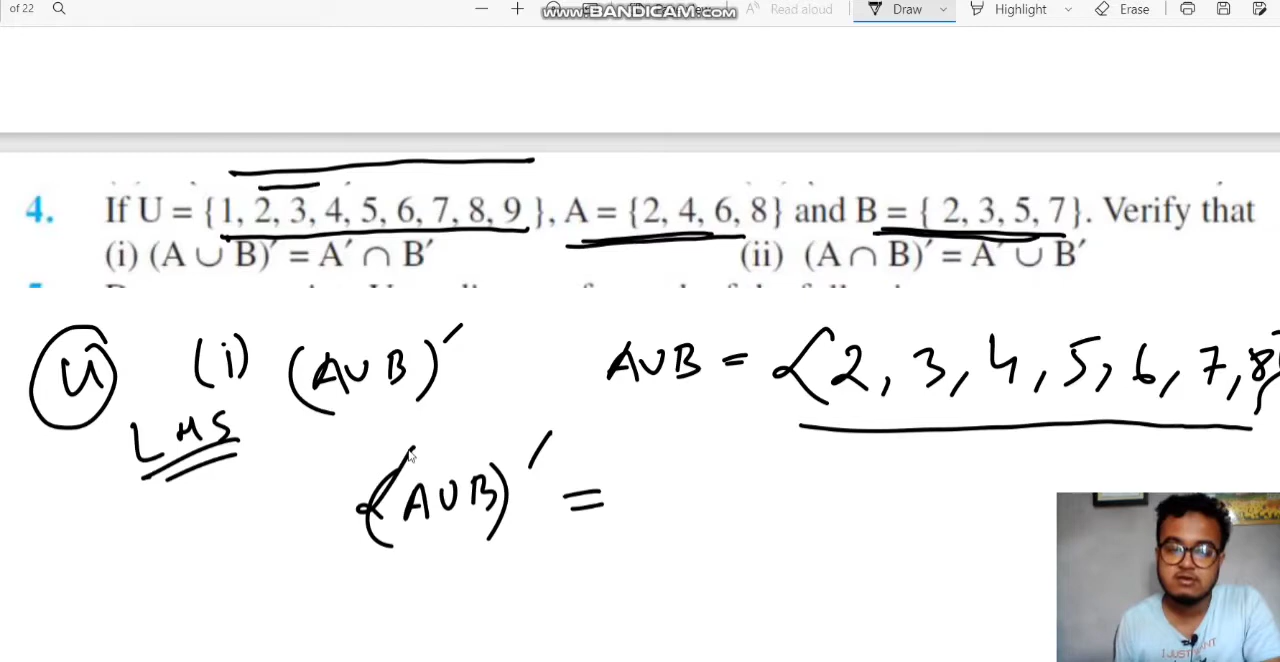 of 22 www.BANDICAM.com Read aloud Draw Highlight Erase
4. If U = {1, 2, 3, 4, 5, 6, 7, 8, 9 }, A = {2, 4, 6, 8} and B = { 2, 3, 5, 7}. Verify that
(i) (A ∪ B)′ = A′ ∩ B′ (ii) (A ∩ B)′ = A′ ∪ B′
U (i) (A∪B)′ A∪B = {2, 3, 4, 5, 6, 7, 8}
LHS
(A∪B)′ =
I JUST WANT